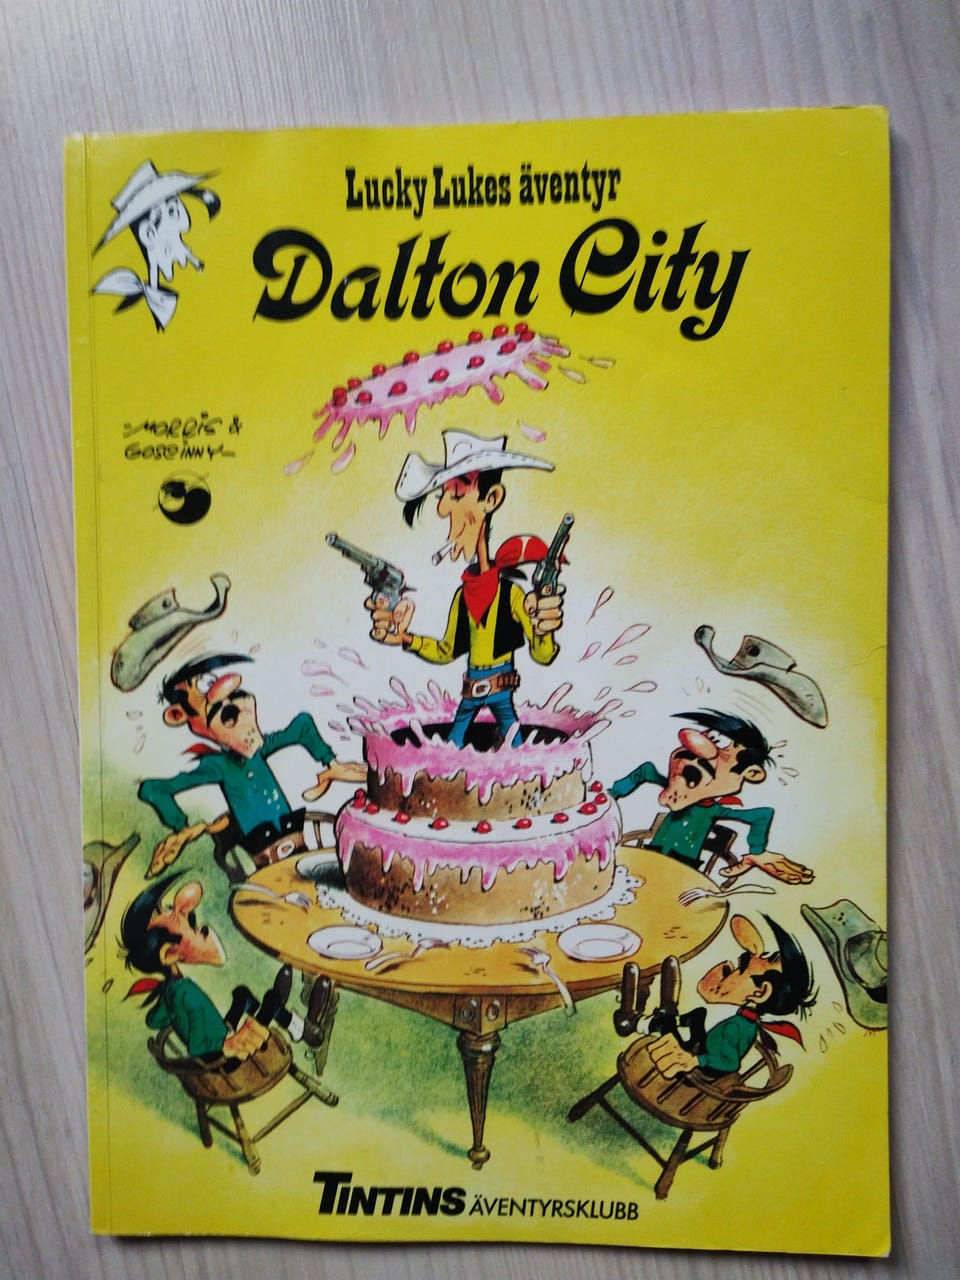 Lucky Lukes äventyr
Dalton City
MORRIS &
GOSCINNY
TINTINS ÄVENTYRSKLUBB